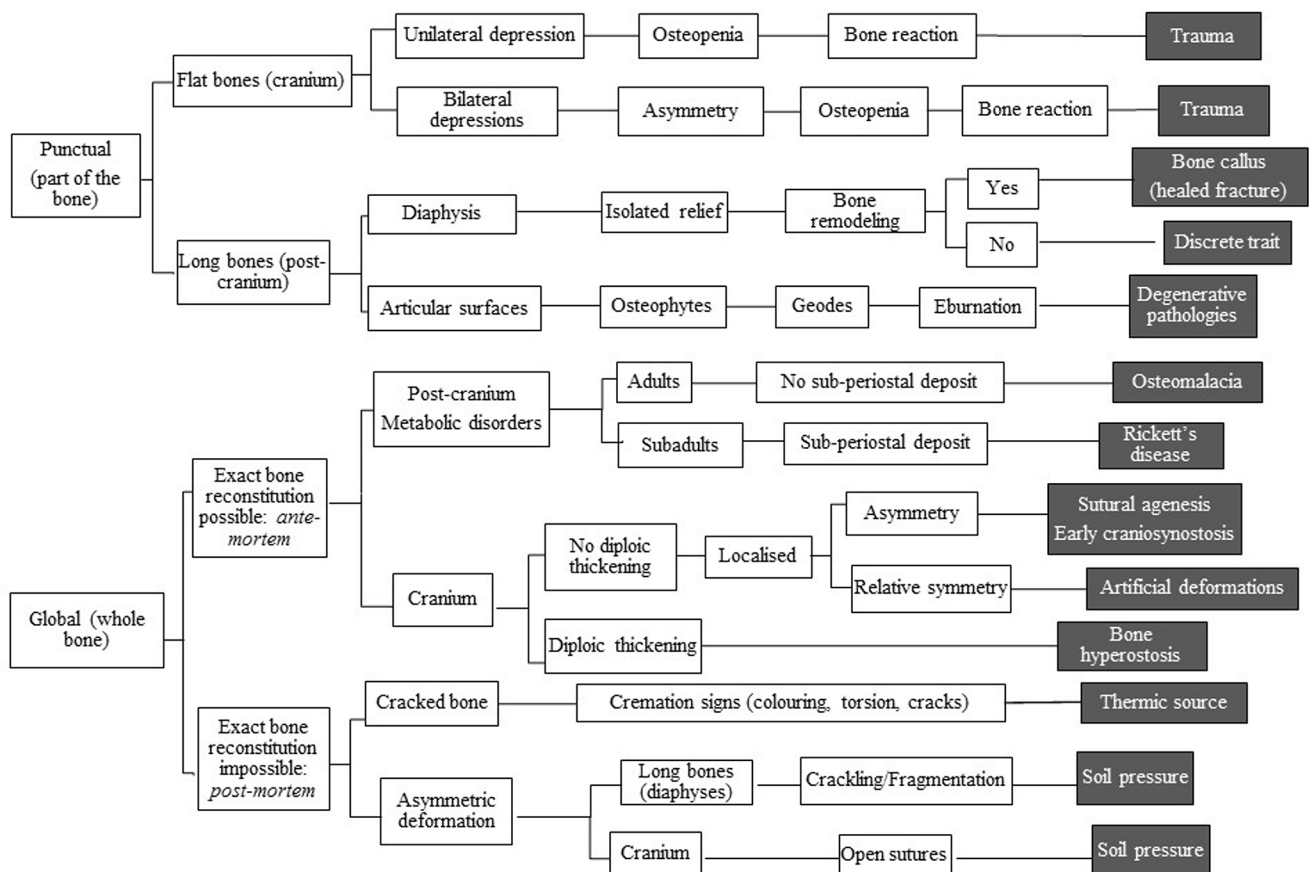 Unilateral depression
Osteopenia
Bone reaction
Trauma
Flat bones (cranium)
Bilateral
depressions
Asymmetry
Osteopenia
Bone reaction
Trauma
Punctual
(part of the
bone)
Diaphysis
Isolated relief
Bone
remodeling
Yes
Bone callus
(healed fracture)
No
Discrete trait
Long bones (post-
cranium)
Articular surfaces
Osteophytes
Geodes
Eburnation
Degenerative
pathologies
Post-cranium
Metabolic disorders
Adults
No sub-periostal deposit
Osteomalacia
Subadults
Sub-periostal deposit
Rickett's
disease
Exact bone
reconstitution
possible: ante-
mortem
Cranium
No diploic
thickening
Localised
Asymmetry
Sutural agenesis
Early craniosynostosis
Relative symmetry
Artificial deformations
Diploic thickening
Bone
hyperostosis
Global (whole
bone)
Exact bone
reconstitution
impossible:
post-mortem
Cracked bone
Cremation signs (colouring, torsion, cracks)
Thermic source
Asymmetric
deformation
Long bones
(diaphyses)
Crackling/Fragmentation
Soil pressure
Cranium
Open sutures
Soil pressure